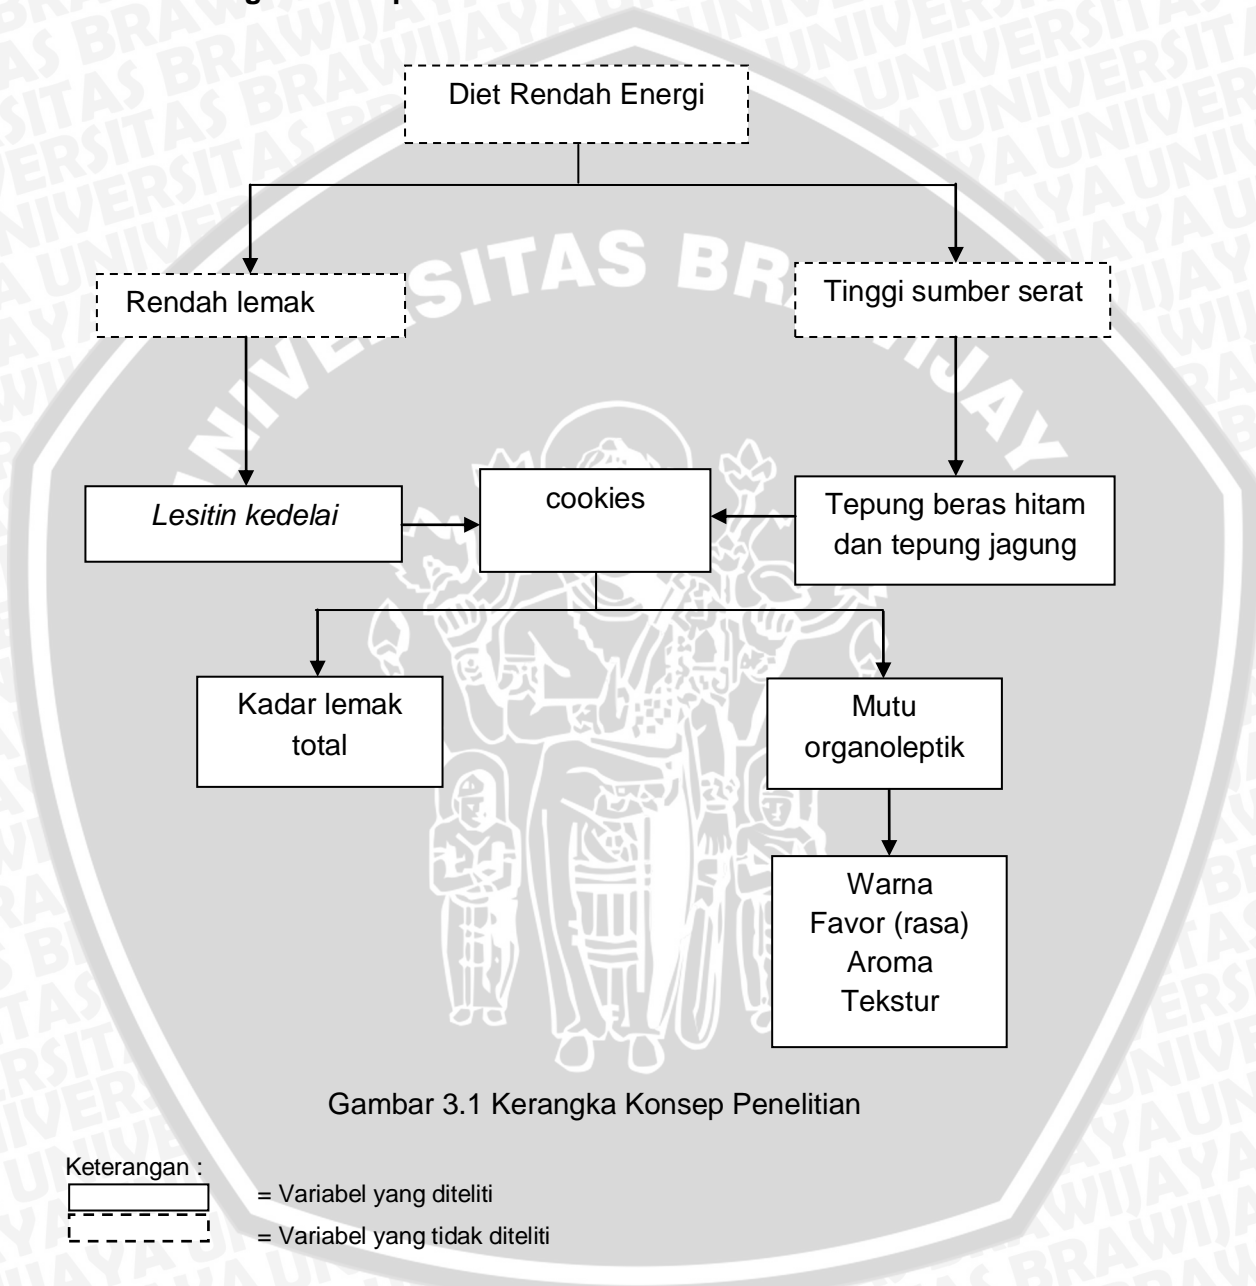 Diet Rendah Energi
Rendah lemak
Tinggi sumber serat
Lesitin kedelai
cookies
Tepung beras hitam
dan tepung jagung
Kadar lemak
total
Mutu
organoleptik
Warna
Favor (rasa)
Aroma
Tekstur
Gambar 3.1 Kerangka Konsep Penelitian
Keterangan :
= Variabel yang diteliti
= Variabel yang tidak diteliti